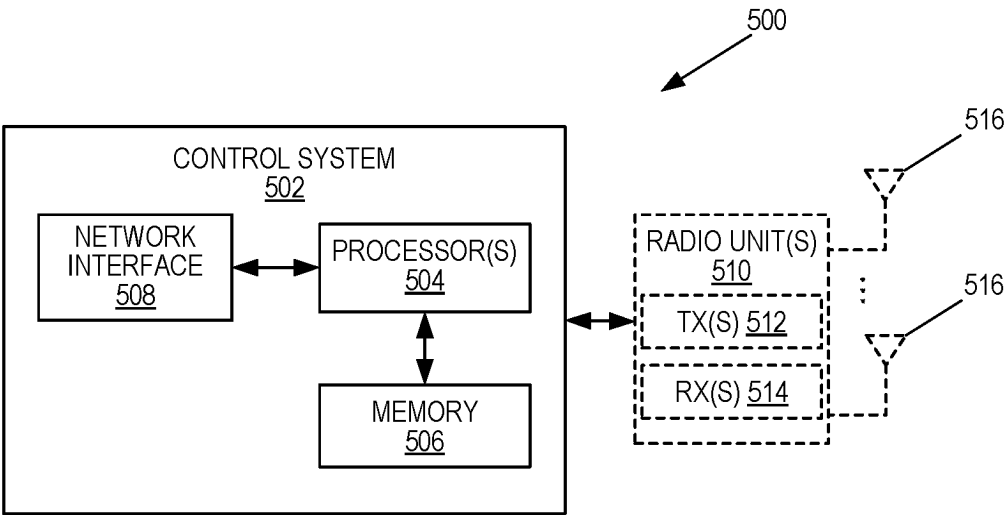 500
516
CONTROL SYSTEM
502
NETWORK
INTERFACE
508
PROCESSOR(S)
504
MEMORY
506
RADIO UNIT(S)
510
TX(S) 512
RX(S) 514
516